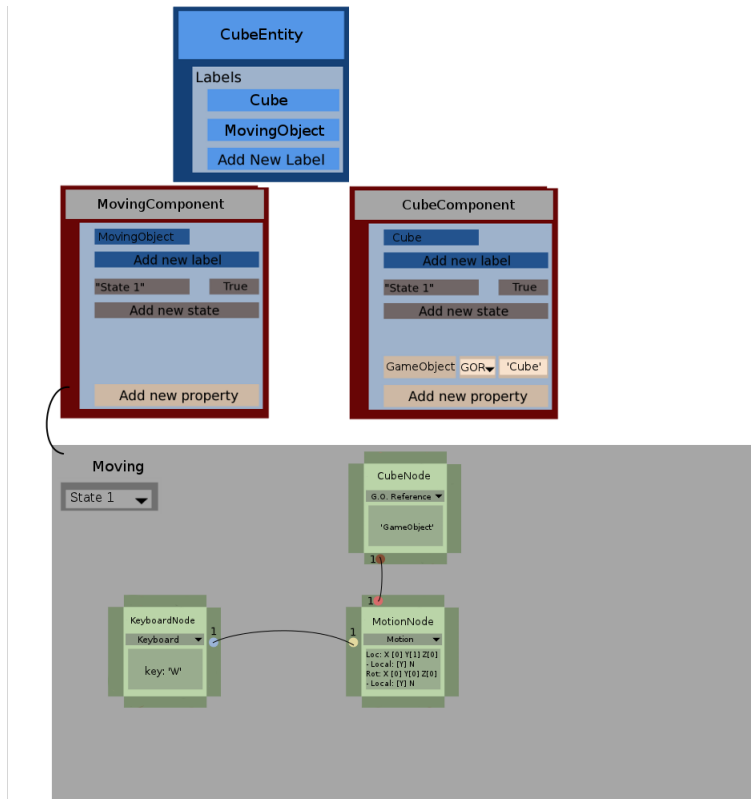 CubeEntity
Labels
Cube
MovingObject
Add New Label
MovingComponent
MovingObject
Add new label
"State 1" True
Add new state
Add new property
CubeComponent
Cube
Add new label
"State 1" True
Add new state
GameObject GOR 'Cube'
Add new property
Moving
State 1
CubeNode
G.O. Reference
'GameObject'
1
1
KeyboardNode
Keyboard
key: 'W'
1
1
MotionNode
Motion
Loc: X [0] Y[1] Z[0]
- Local: [Y] N
Rot: X [0] Y[0] Z[0]
- Local: [Y] N